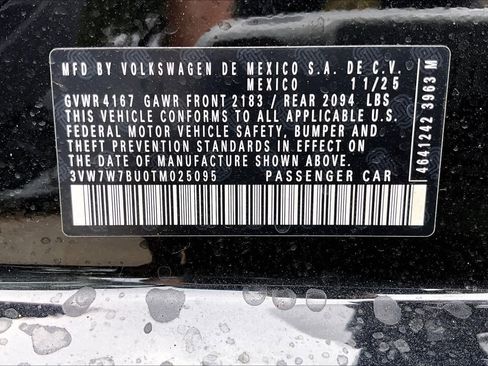 MFD BY VOLKSWAGEN DE MEXICO S.A. DE C.V.
MEXICO 11/25
GVWR 4167 GAWR FRONT 2183 / REAR 2094 LBS
THIS VEHICLE CONFORMS TO ALL APPLICABLE U.S.
FEDERAL MOTOR VEHICLE SAFETY, BUMPER AND
THEFT PREVENTION STANDARDS IN EFFECT ON
THE DATE OF MANUFACTURE SHOWN ABOVE.
3VW7W7BU0TM025095 PASSENGER CAR
4641242 3963 M